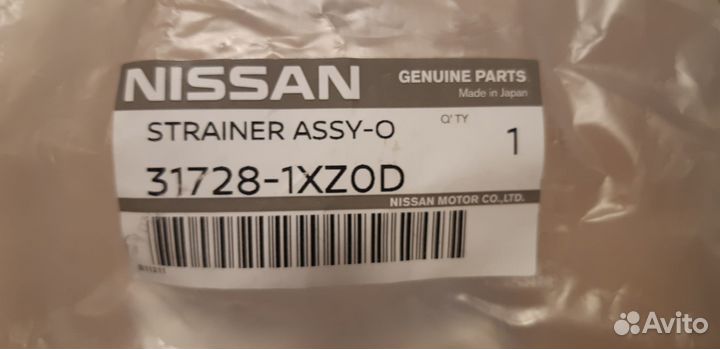 NISSAN
GENUINE PARTS
Made in Japan
STRAINER ASSY-O
Q'TY
1
31728-1XZ0D
NISSAN MOTOR CO.,LTD.
Avito